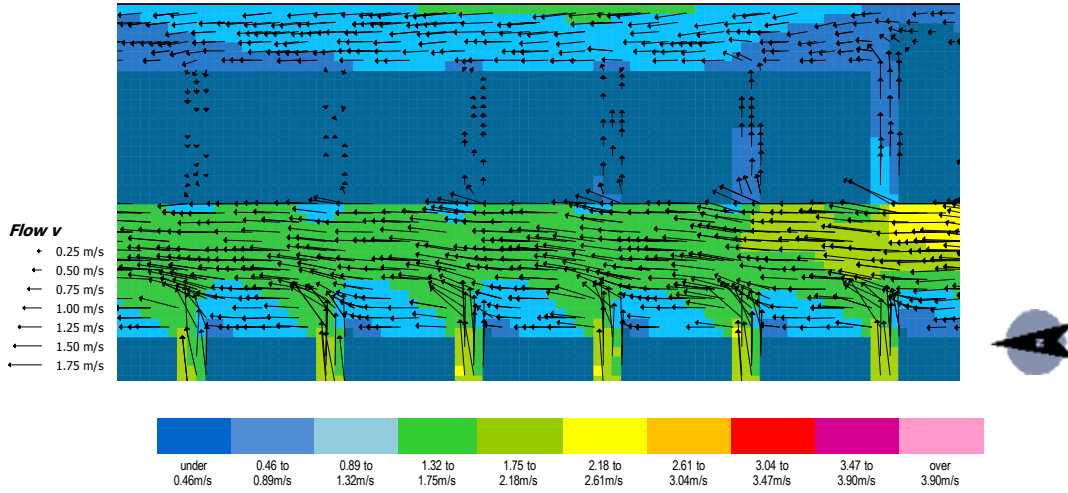 Flow v
0.25 m/s
0.50 m/s
0.75 m/s
1.00 m/s
1.25 m/s
1.50 m/s
1.75 m/s
under 0.46 to 0.89 to 1.32 to 1.75 to 2.18 to 2.61 to 3.04 to 3.47 to over
0.46m/s 0.89m/s 1.32m/s 1.75m/s 2.18m/s 2.61m/s 3.04m/s 3.47m/s 3.90m/s 3.90m/s